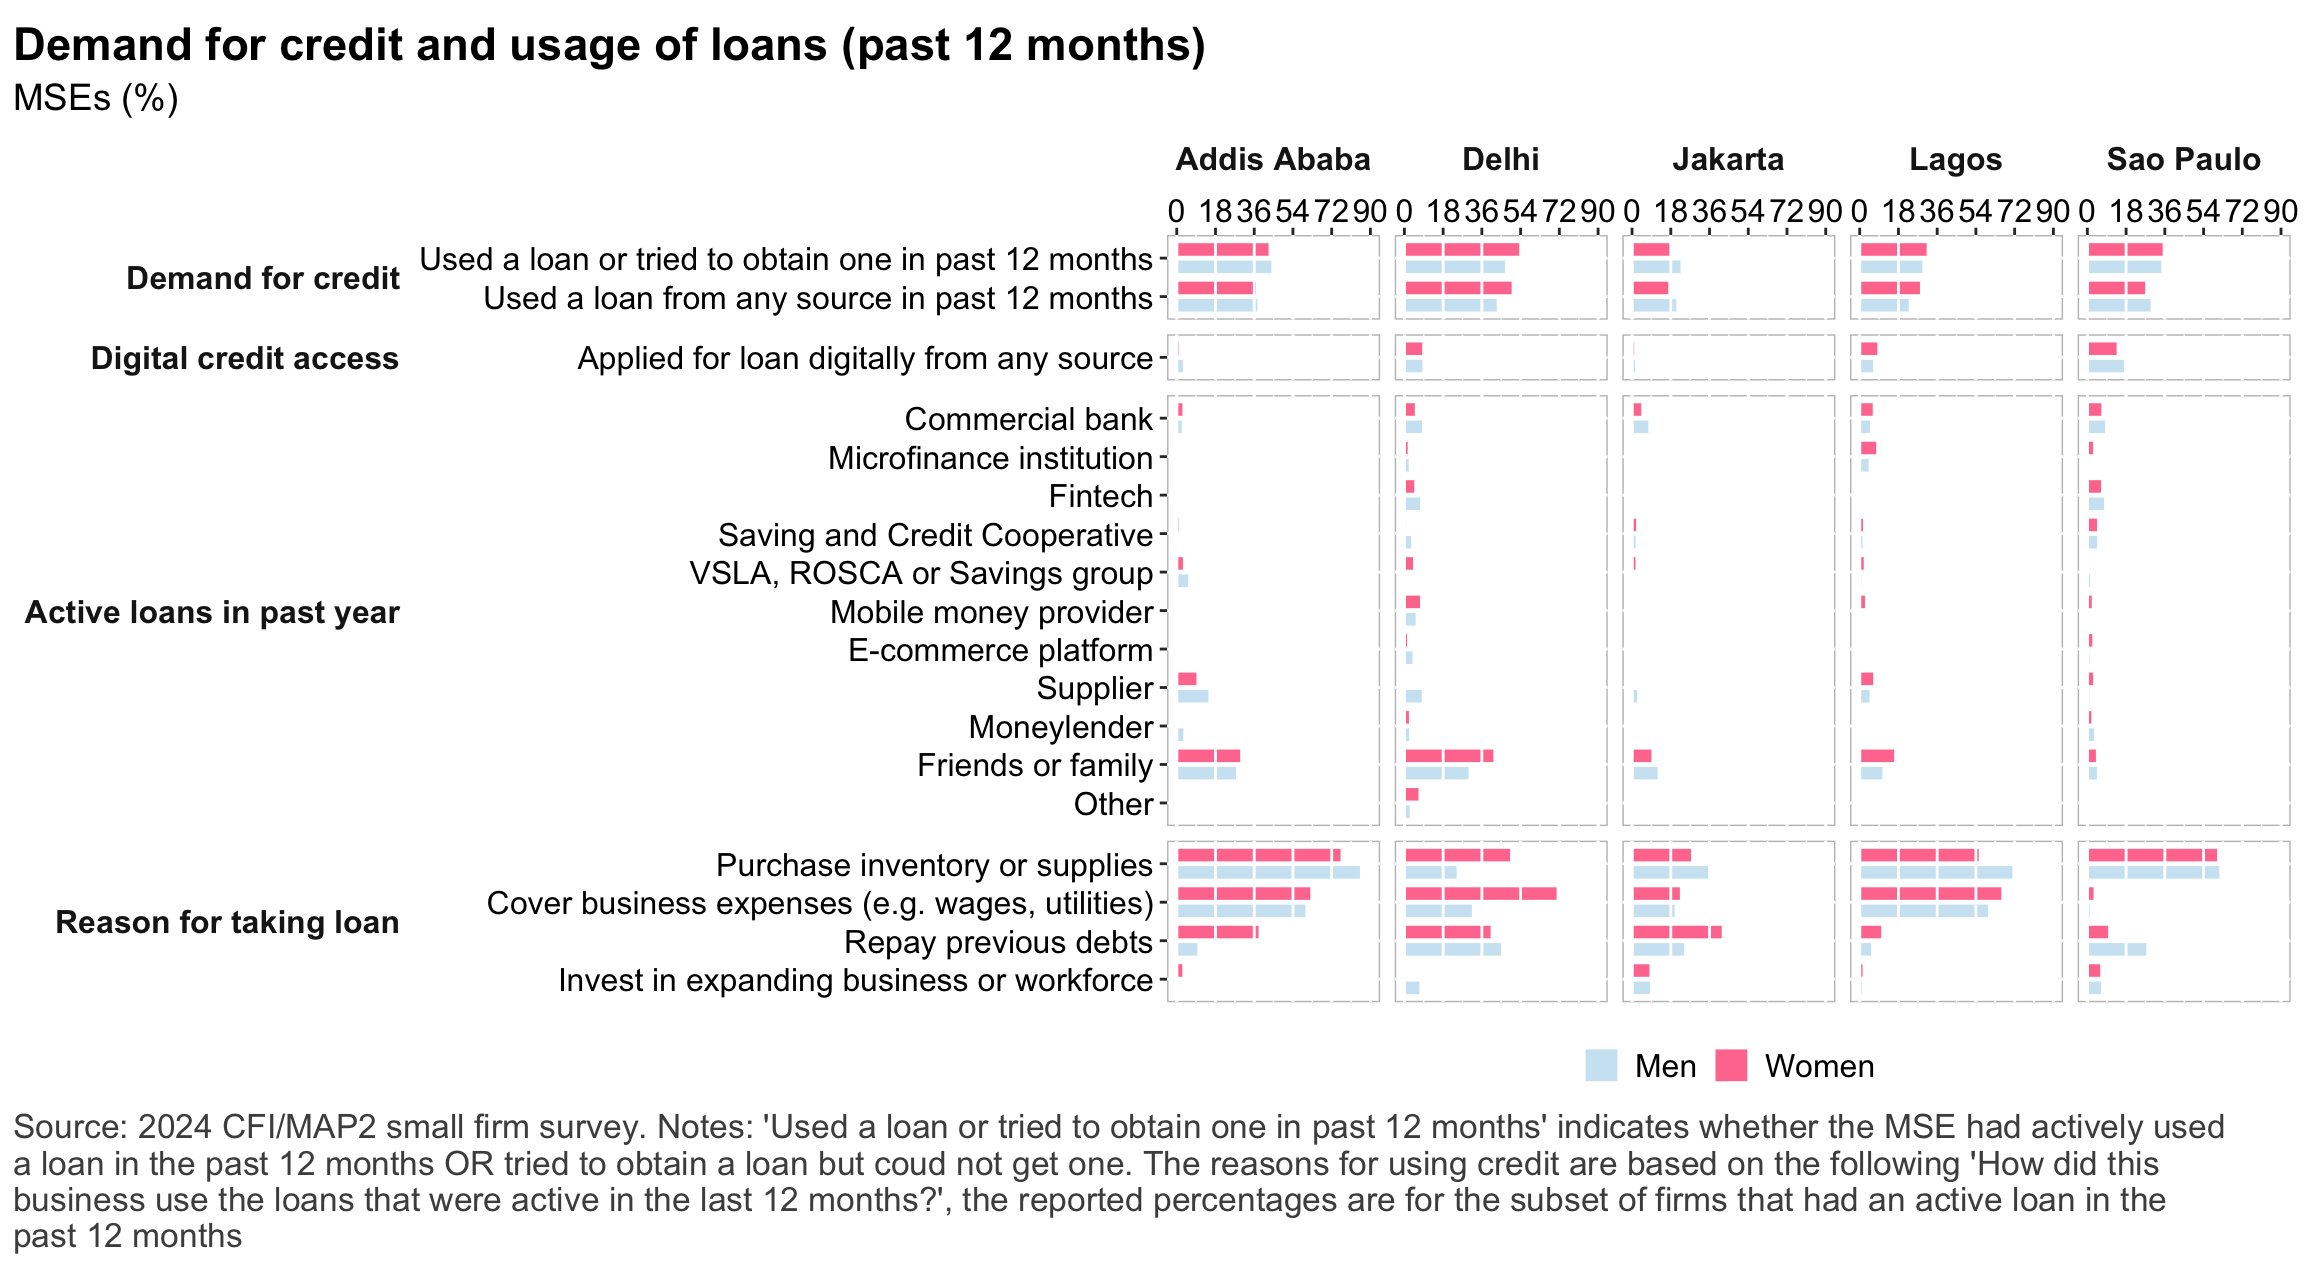 Demand for credit and usage of loans (past 12 months)
MSEs (%)
Addis Ababa Delhi Jakarta Lagos Sao Paulo
0 18 36 54 72 90 0 18 36 54 72 90 0 18 36 54 72 90 0 18 36 54 72 90 0 18 36 54 72 90
Demand for credit
Used a loan or tried to obtain one in past 12 months
Used a loan from any source in past 12 months
Digital credit access
Applied for loan digitally from any source
Active loans in past year
Commercial bank
Microfinance institution
Fintech
Saving and Credit Cooperative
VSLA, ROSCA or Savings group
Mobile money provider
E-commerce platform
Supplier
Moneylender
Friends or family
Other
Reason for taking loan
Purchase inventory or supplies
Cover business expenses (e.g. wages, utilities)
Repay previous debts
Invest in expanding business or workforce
Men Women
Source: 2024 CFI/MAP2 small firm survey. Notes: 'Used a loan or tried to obtain one in past 12 months' indicates whether the MSE had actively used
a loan in the past 12 months OR tried to obtain a loan but coud not get one. The reasons for using credit are based on the following 'How did this
business use the loans that were active in the last 12 months?', the reported percentages are for the subset of firms that had an active loan in the
past 12 months